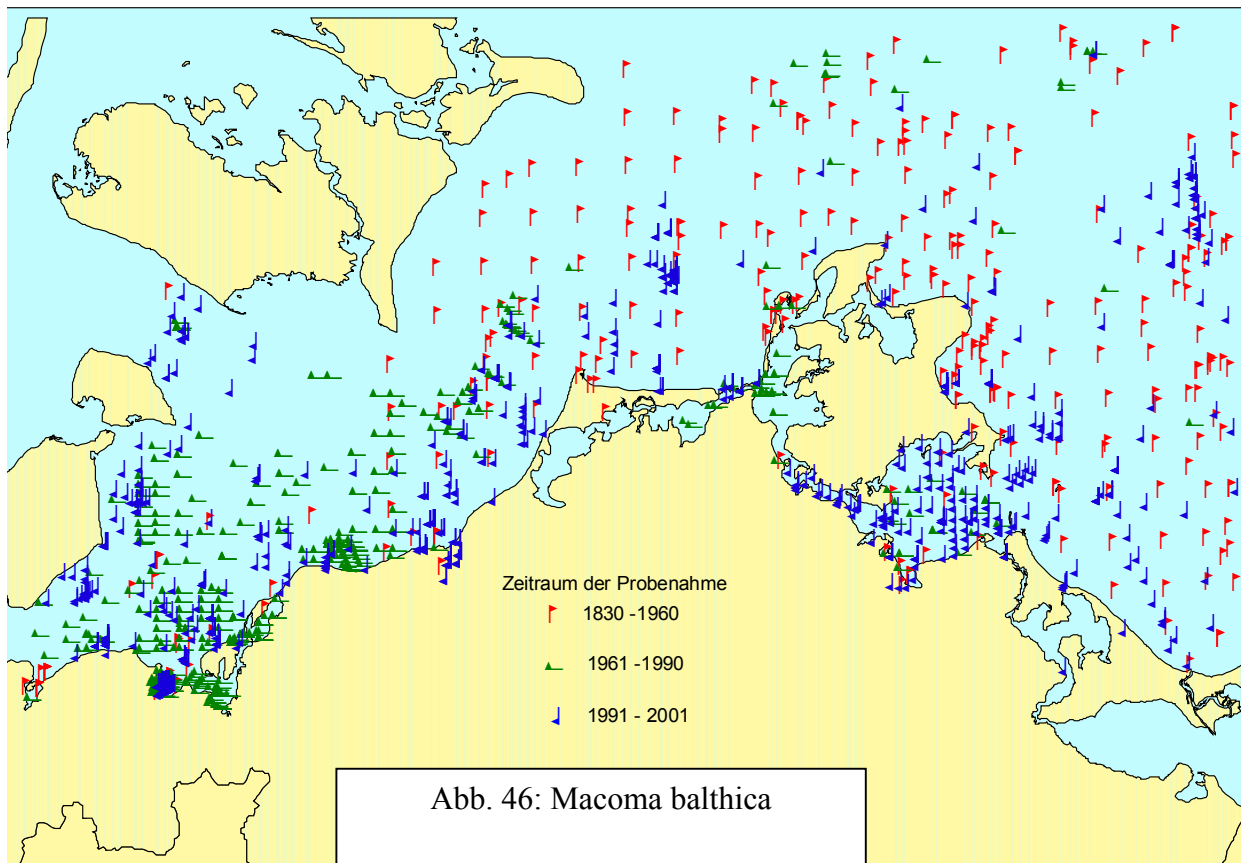 Zeitraum der Probenahme
1830 -1960
1961 -1990
1991 - 2001
Abb. 46: Macoma balthica